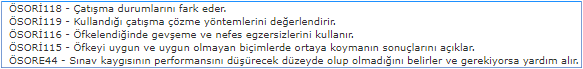 ÖSORİ118 - Çatışma durumlarını fark eder.
ÖSORİ119 - Kullandığı çatışma çözme yöntemlerini değerlendirir.
ÖSORİ116 - Öfkelendiğinde gevşeme ve nefes egzersizlerini kullanır.
ÖSORİ115 - Öfkeyi uygun ve uygun olmayan biçimlerde ortaya koymanın sonuçlarını açıklar.
ÖSORE44 - Sınav kaygısının performansını düşürecek düzeyde olup olmadığını belirler ve gerekiyorsa yardım alır.